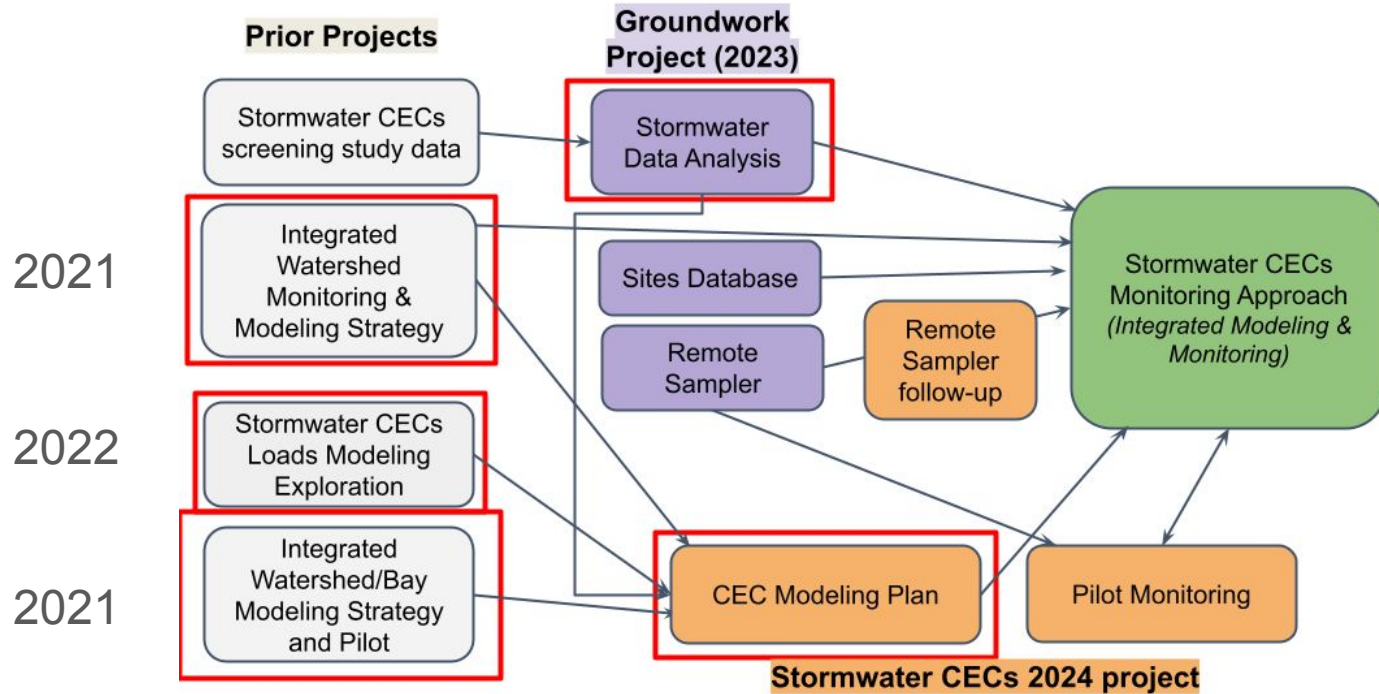 Prior Projects
Groundwork
Project (2023)
Stormwater CECs
screening study data
Stormwater
Data Analysis
2021
Integrated
Watershed
Monitoring &
Modeling Strategy
Sites Database
Remote
Sampler
Remote
Sampler
follow-up
Stormwater CECs
Monitoring Approach
(Integrated Modeling &
Monitoring)
2022
Stormwater CECs
Loads Modeling
Exploration
2021
Integrated
Watershed/Bay
Modeling Strategy
and Pilot
CEC Modeling Plan
Pilot Monitoring
Stormwater CECs 2024 project